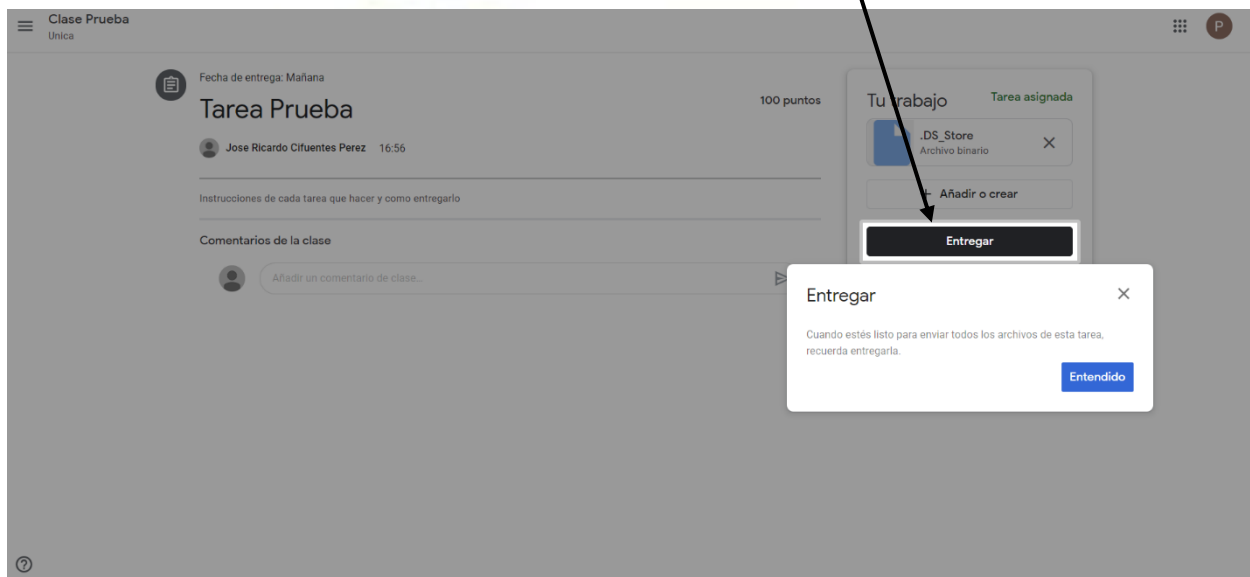 Clase Prueba
Unica
P
Fecha de entrega: Mañana
Tarea Prueba
100 puntos
Jose Ricardo Cifuentes Perez 16:56
Instrucciones de cada tarea que hacer y como entregarlo
Comentarios de la clase
Añadir un comentario de clase...
Tu trabajo
Tarea asignada
.DS_Store
Archivo binario
+ Añadir o crear
Entregar
Entregar
Cuando estés listo para enviar todos los archivos de esta tarea,
recuerda entregarla.
Entendido